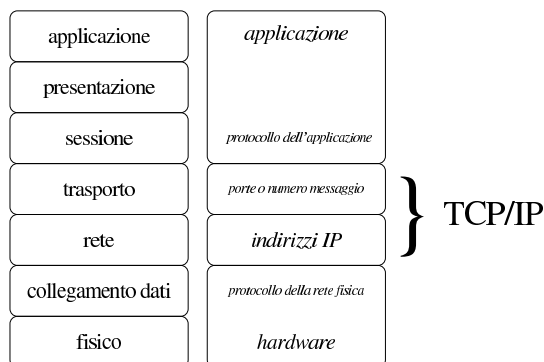 applicazione
presentazione
sessione
trasporto
rete
collegamento dati
fisico
applicazione
protocollo dell'applicazione
porte o numero messaggio
indirizzi IP
protocollo della rete fisica
hardware
TCP/IP